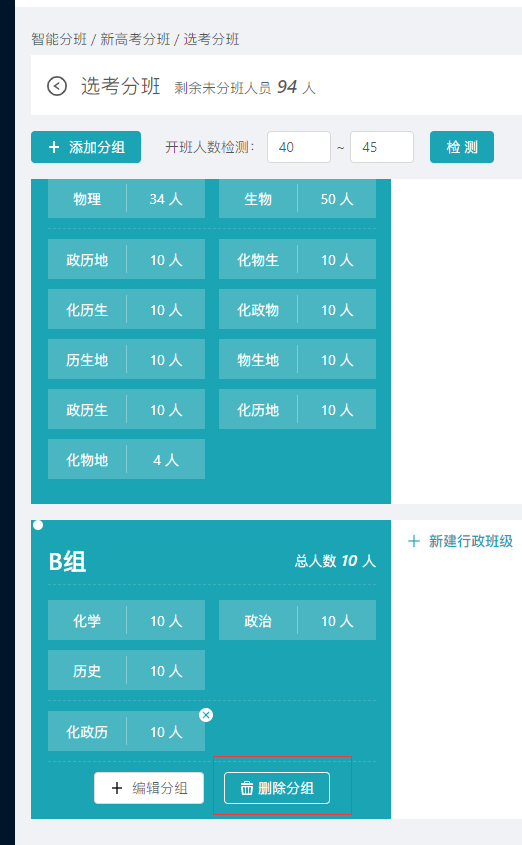 智能分班 / 新高考分班 / 选考分班
选考分班 剩余未分班人员 94 人
添加分组 开班人数检测： 40 ~ 45 检 测
物理 34 人 生物 50 人
政历地 10 人 化物生 10 人
化历生 10 人 化政物 10 人
历生地 10 人 物生地 10 人
政历生 10 人 化历地 10 人
化物地 4 人
B组 总人数 10 人 新建行政班级
化学 10 人 政治 10 人
历史 10 人
化政历 10 人
编辑分组 删除分组